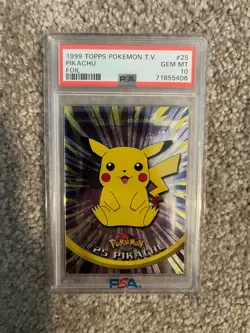 1999 TOPPS POKEMON T.V. #25
PIKACHU GEM MT
FOIL PSA 10
71855406
Pokémon
25 PIKACHU
PSA